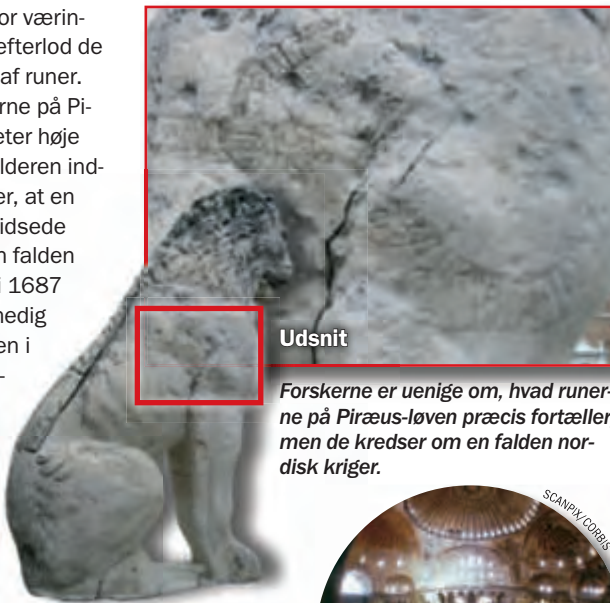 or værin-
efterlod de
af runer.
rne på Pi-
eter høje
lderen ind-
er, at en
idsede
n falden
i 1687
nedig
en i
-
Udsnit
Forskerne er uenige om, hvad runer-
ne på Piræus-løven præcis fortæller
men de kredser om en falden nor-
disk kriger.
SCANPIX/CORBIS